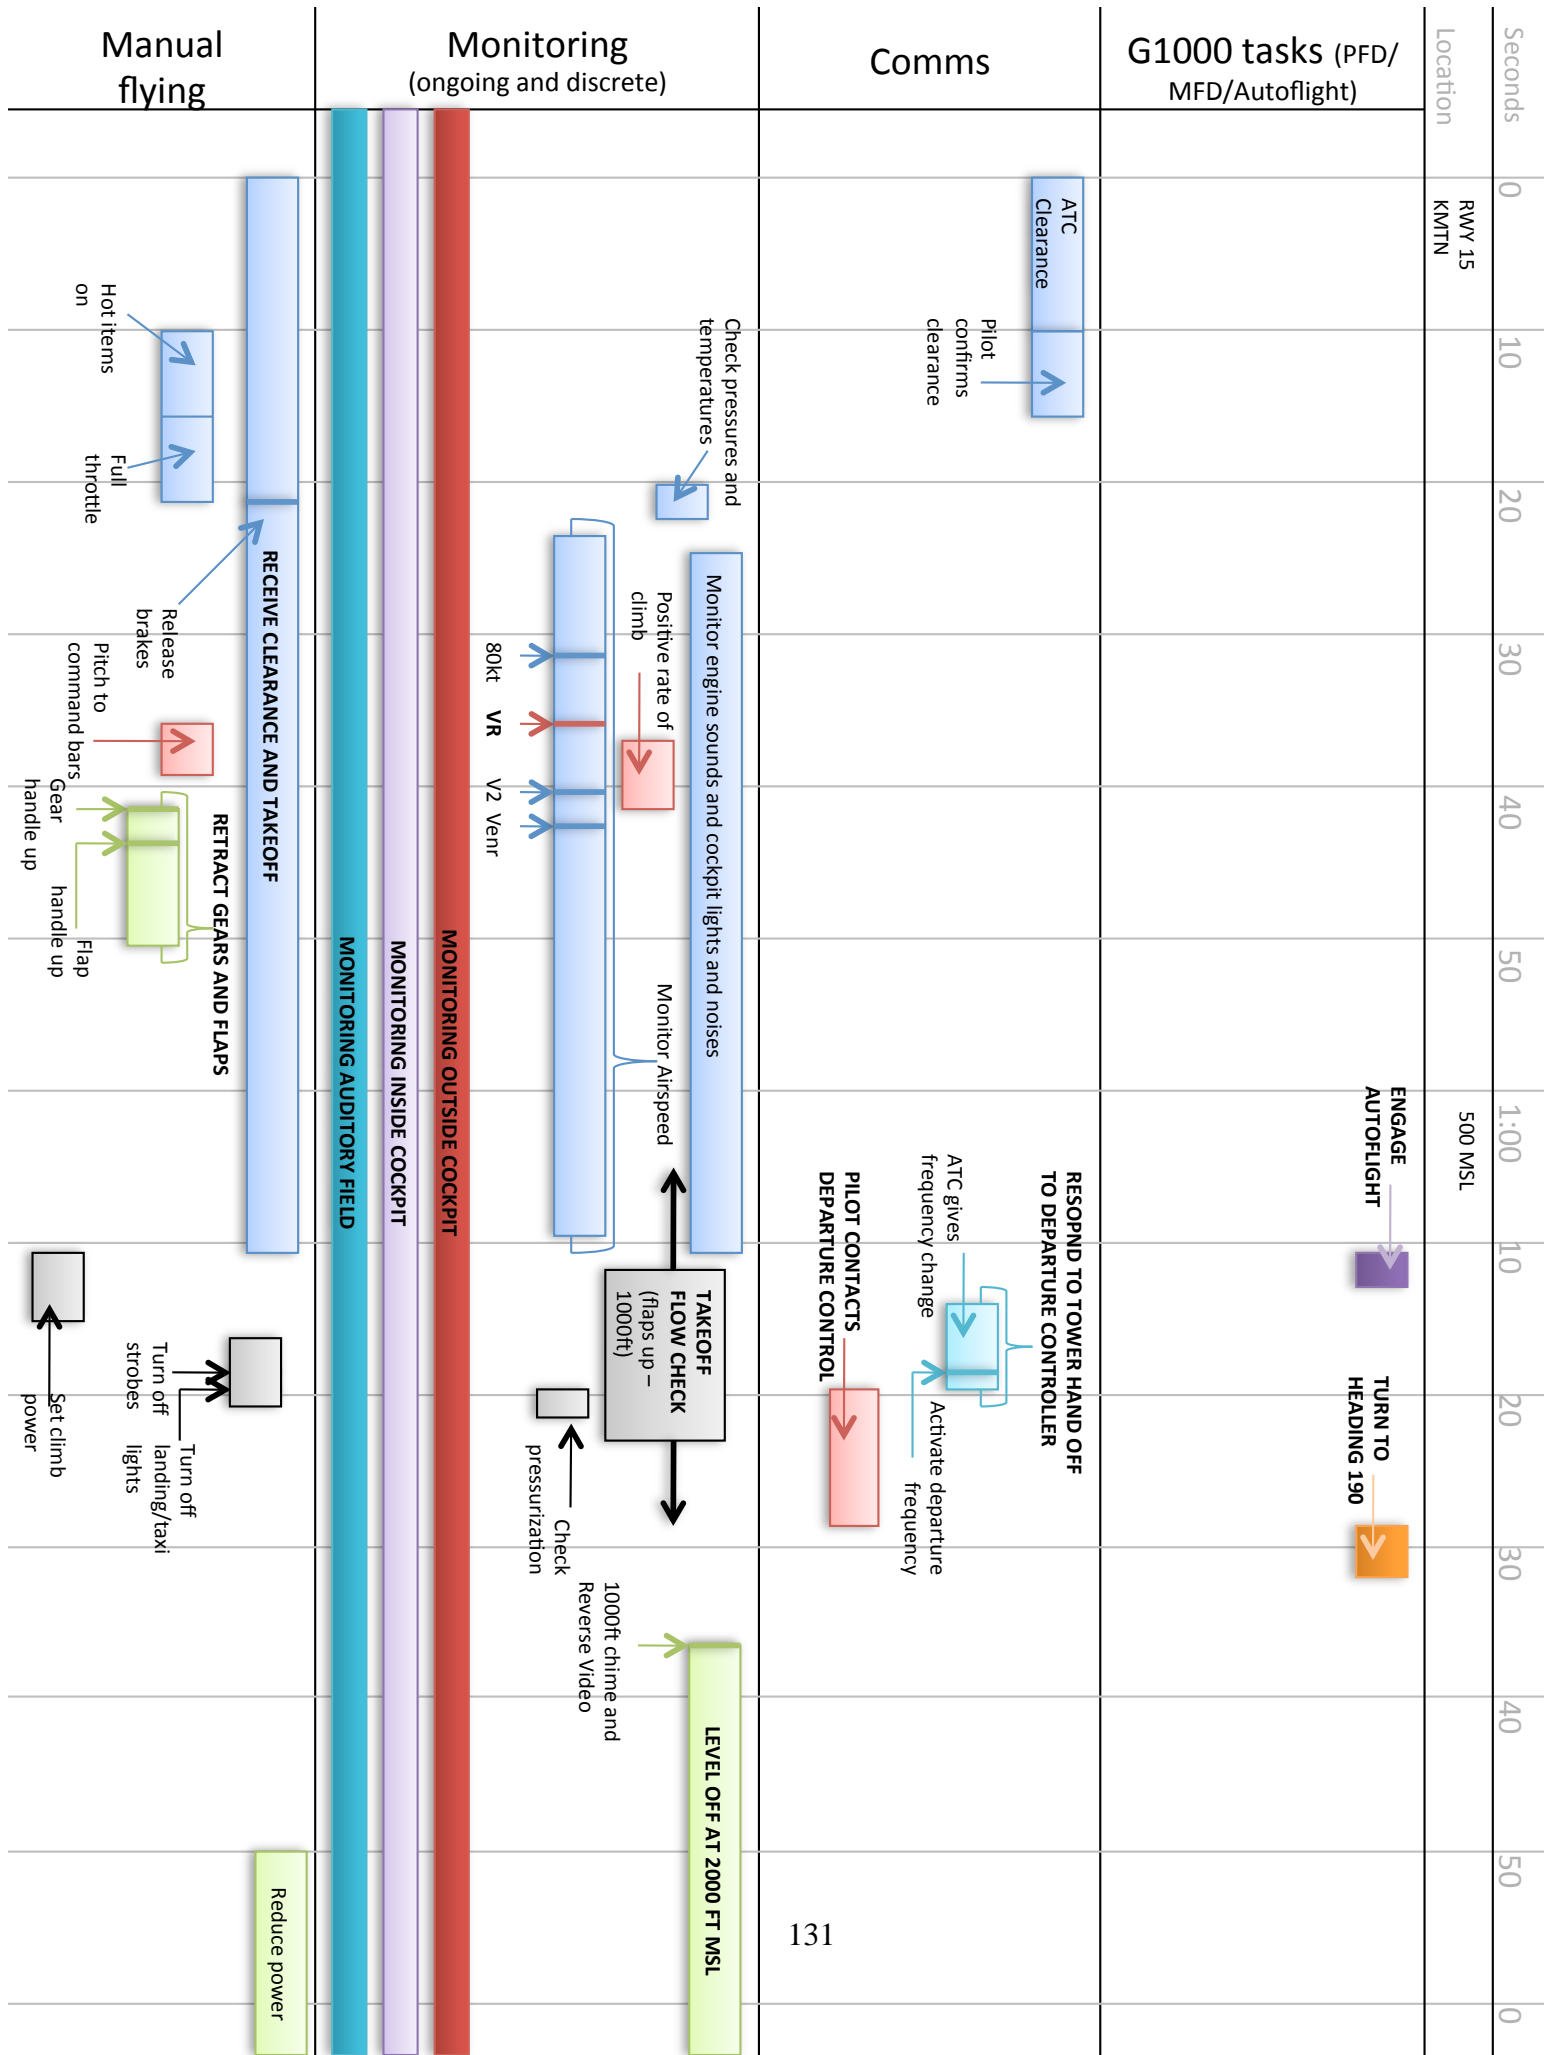 Seconds
0
10
20
30
40
50
1:00
10
20
30
40
50
0
Location
RWY 15
KMTN
500 MSL
G1000 tasks (PFD/
MFD/Autoflight)
ENGAGE
AUTOFLIGHT
TURN TO
HEADING 190
Comms
ATC
Clearance
Pilot
confirms
clearance
RESOPND TO TOWER HAND OFF
TO DEPARTURE CONTROLLER
ATC gives
frequency change
Activate departure
frequency
PILOT CONTACTS
DEPARTURE CONTROL
Monitoring
(ongoing and discrete)
Check pressures and
temperatures
Monitor engine sounds and cockpit lights and noises
Positive rate of
climb
Monitor Airspeed
80kt
VR
V2
Venr
TAKEOFF
FLOW CHECK
(flaps up –
1000ft)
Check
pressurization
1000ft chime and
Reverse Video
LEVEL OFF AT 2000 FT MSL
MONITORING OUTSIDE COCKPIT
MONITORING INSIDE COCKPIT
MONITORING AUDITORY FIELD
Manual
flying
RECEIVE CLEARANCE AND TAKEOFF
Hot items
on
Full
throttle
Release
brakes
Pitch to
command bars
RETRACT GEARS AND FLAPS
Gear
handle up
Flap
handle up
Set climb
power
Turn off
strobes
Turn off
landing/taxi
lights
Reduce power
131